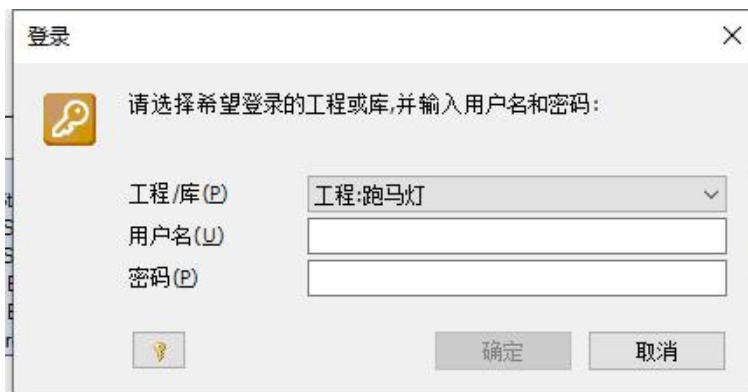 登录
请选择希望登录的工程或库,并输入用户名和密码:
工程/库(P) 工程:跑马灯
用户名(U)
密码(P)
确定 取消